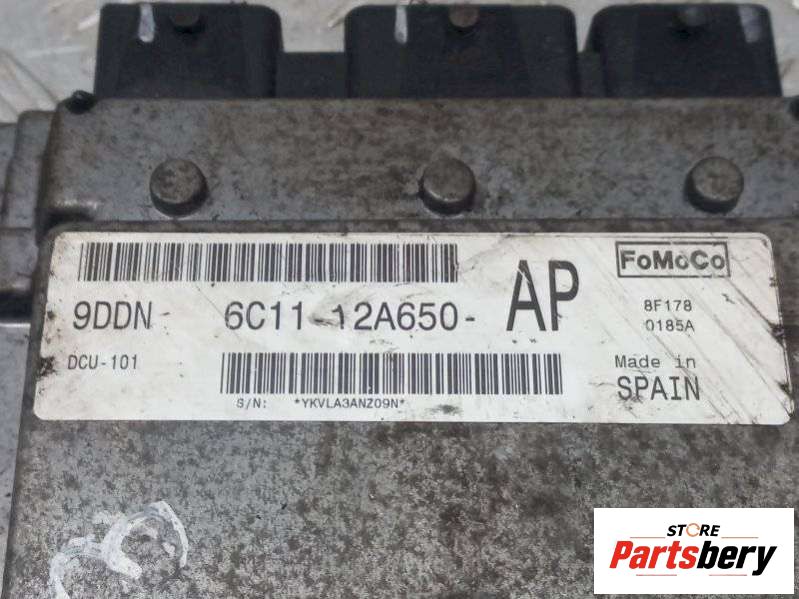 9DDN 6C11-12A650- AP
FoMoCo
8F178
0185A
DCU-101
Made in
SPAIN
S/N: *YKVLA3ANZ09N*
STORE
Partsbery